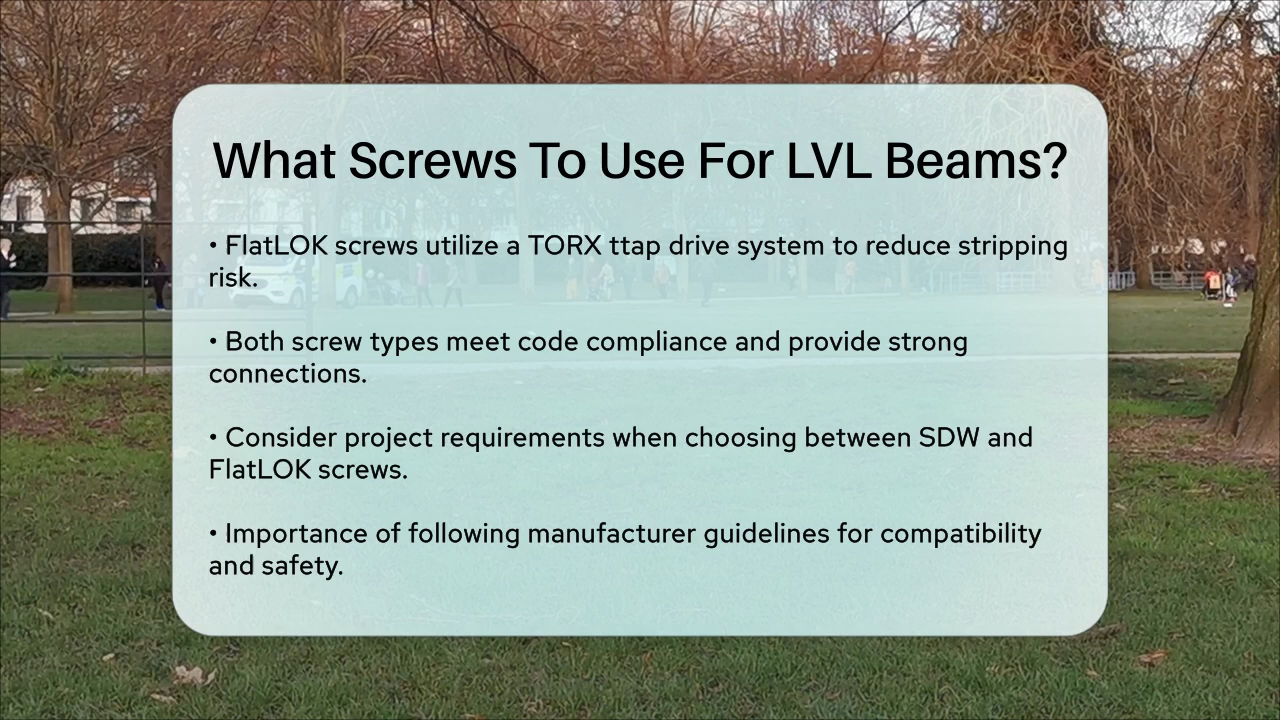 What Screws To Use For LVL Beams?
• FlatLOK screws utilize a TORX ttap drive system to reduce stripping
risk.
• Both screw types meet code compliance and provide strong
connections.
• Consider project requirements when choosing between SDW and
FlatLOK screws.
• Importance of following manufacturer guidelines for compatibility
and safety.